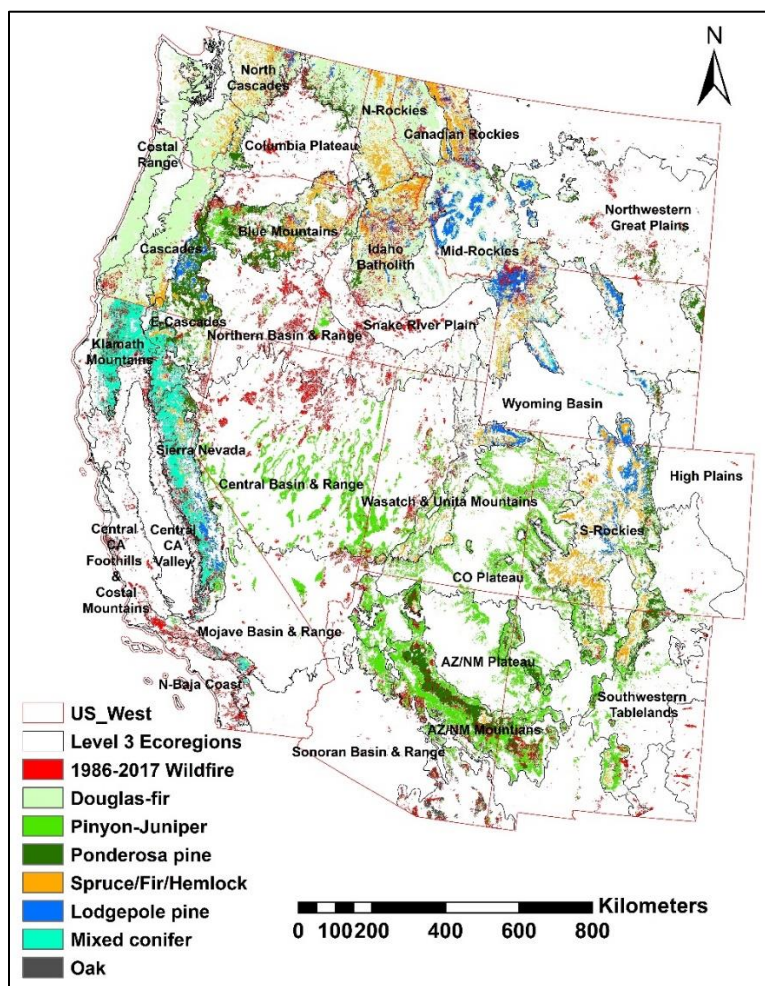 N
North
Cascades
N-Rockies
Canadian Rockies
Costal
Range
Columbia Plateau
Northwestern
Great Plains
Blue Mountains
Cascades
Idaho
Batholith
Mid-Rockies
E-Cascades
Northern Basin & Range
Snake River Plain
Klamath
Mountains
Wyoming Basin
Sierra Nevada
Central Basin & Range
Wasatch & Unita Mountains
High Plains
S-Rockies
Central
CA
Foothills
&
Costal
Mountains
Central
CA
Valley
CO Plateau
Mojave Basin & Range
AZ/NM Plateau
N-Baja Coast
Southwestern
Tablelands
AZ/NM Mountians
Sonoran Basin & Range
US_West
Level 3 Ecoregions
1986-2017 Wildfire
Douglas-fir
Pinyon-Juniper
Ponderosa pine
Spruce/Fir/Hemlock
Lodgepole pine
Mixed conifer
Oak
Kilometers
0 100 200 400 600 800